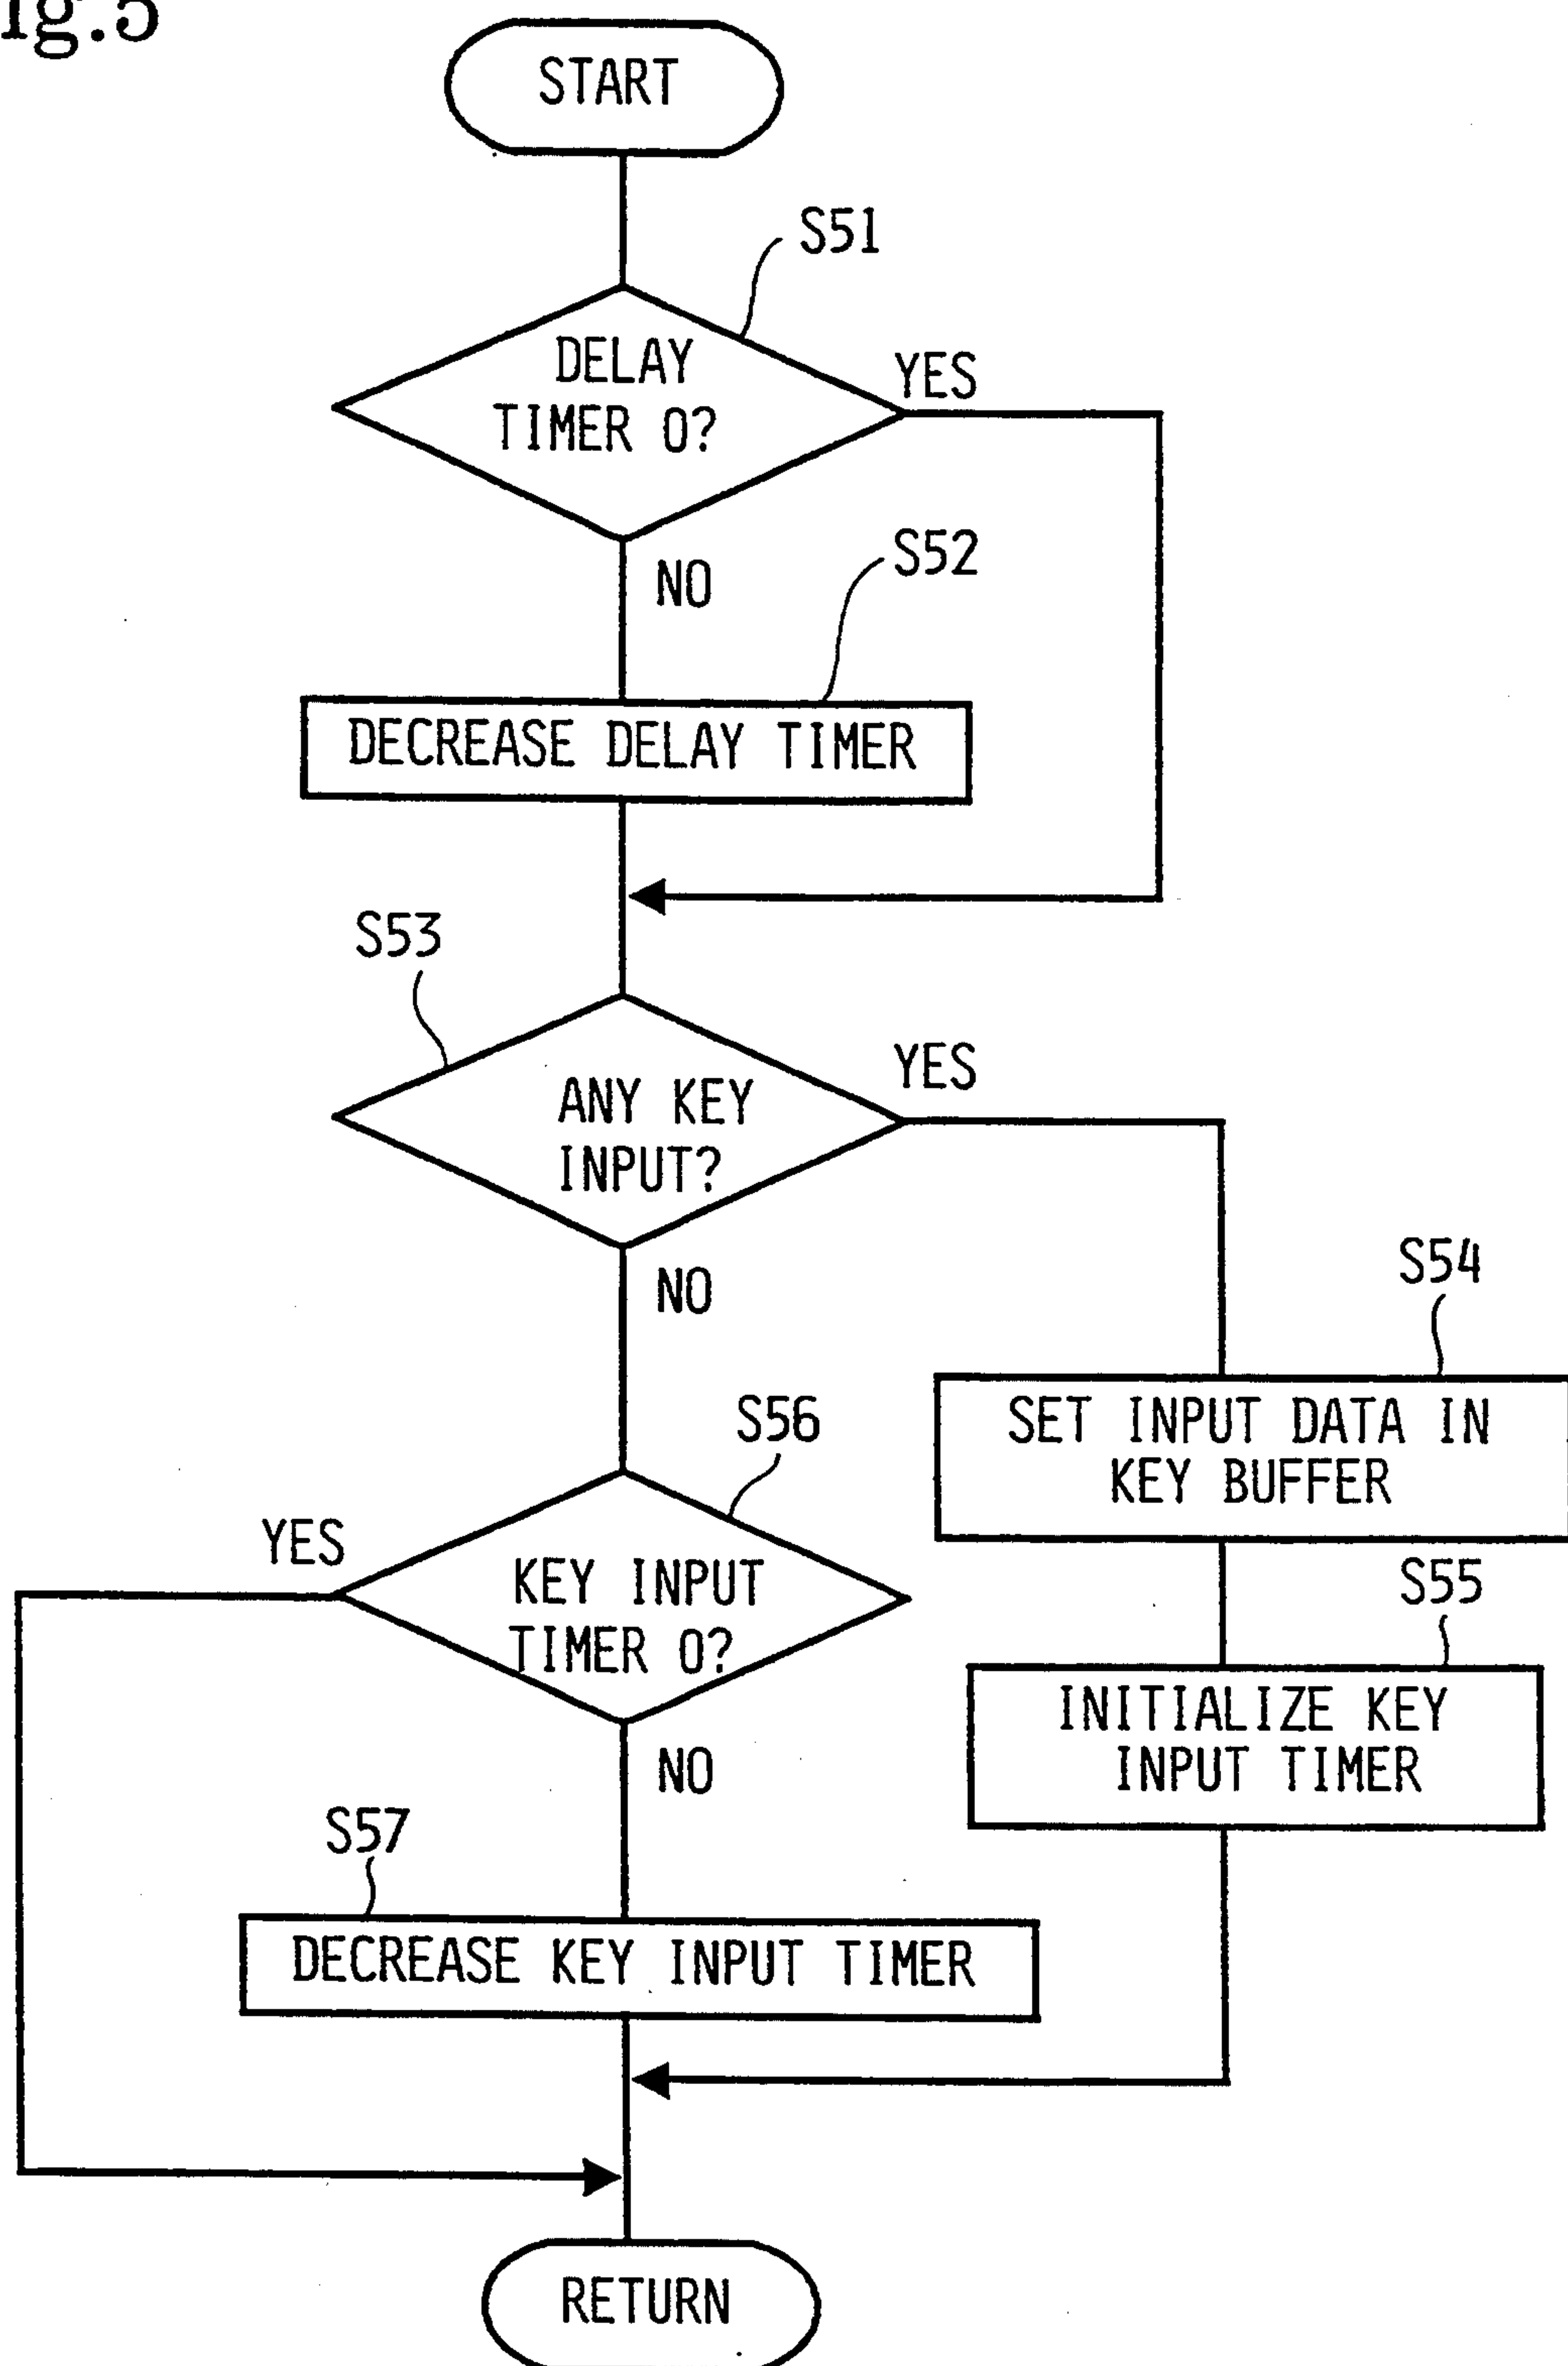 ig.5
START
S51
DELAY
TIMER 0?
YES
NO
S52
DECREASE DELAY TIMER
S53
ANY KEY
INPUT?
YES
NO
S54
SET INPUT DATA IN
KEY BUFFER
S56
YES
KEY INPUT
TIMER 0?
S55
INITIALIZE KEY
INPUT TIMER
NO
S57
DECREASE KEY INPUT TIMER
RETURN